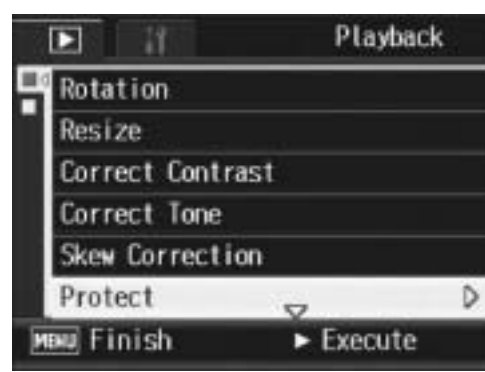 Playback
Rotation
Resize
Correct Contrast
Correct Tone
Skew Correction
Protect
MENU Finish
Execute